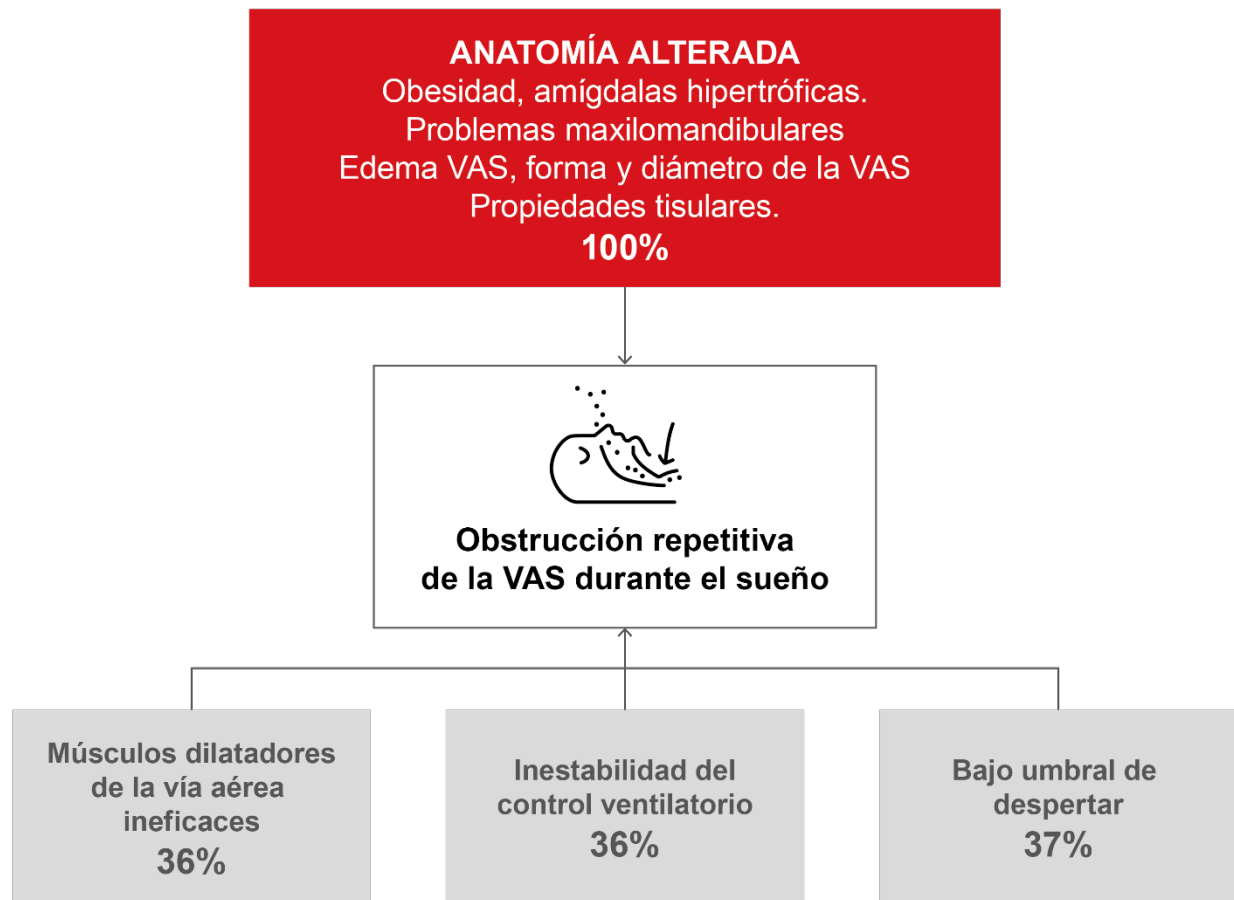 ANATOMÍA ALTERADA
Obesidad, amígdalas hipertróficas.
Problemas maxilomandibulares
Edema VAS, forma y diámetro de la VAS
Propiedades tisulares.
100%
Obstrucción repetitiva
de la VAS durante el sueño
Músculos dilatadores
de la vía aérea
ineficaces
36%
Inestabilidad del
control ventilatorio
36%
Bajo umbral de
despertar
37%